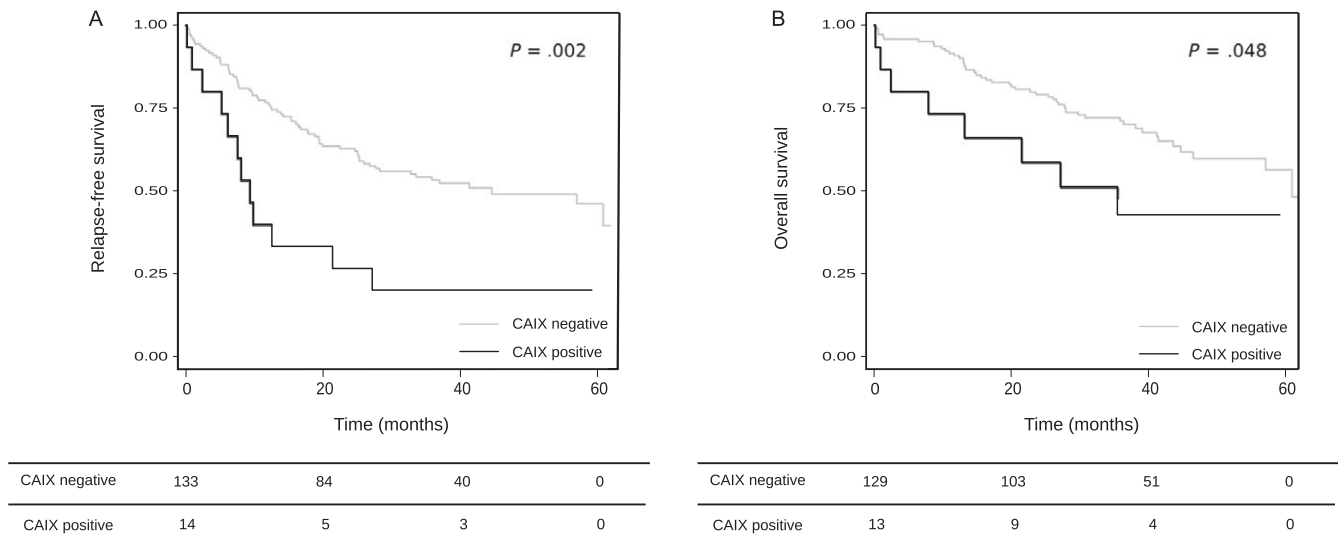 A
Relapse-free survival
1.00
0.75
0.50
0.25
0.00
P = .002
CAIX negative
CAIX positive
0 20 40 60
Time (months)
CAIX negative 133 84 40 0
CAIX positive 14 5 3 0
B
Overall survival
1.00
0.75
0.50
0.25
0.00
P = .048
CAIX negative
CAIX positive
0 20 40 60
Time (months)
CAIX negative 129 103 51 0
CAIX positive 13 9 4 0